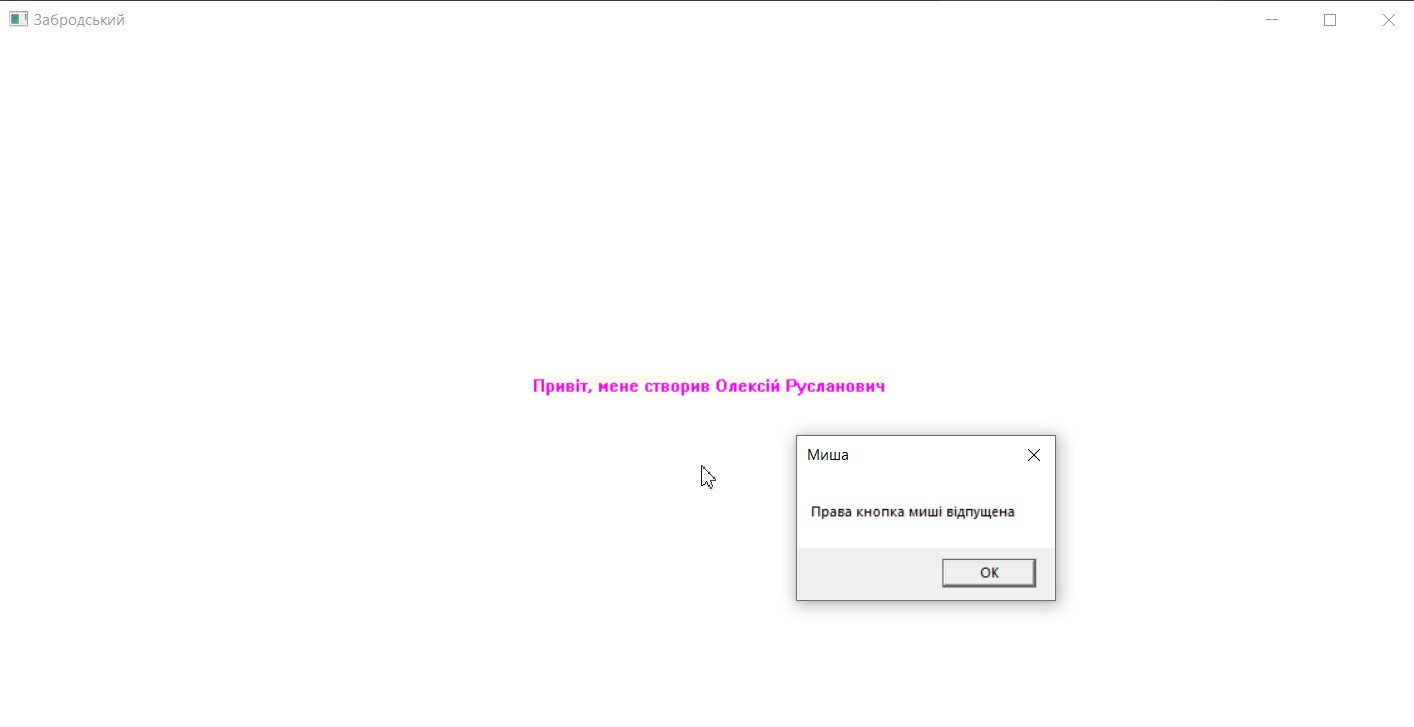 Забродський
Привіт, мене створив Олексій Русланович
Миша
Права кнопка миші відпущена
OK